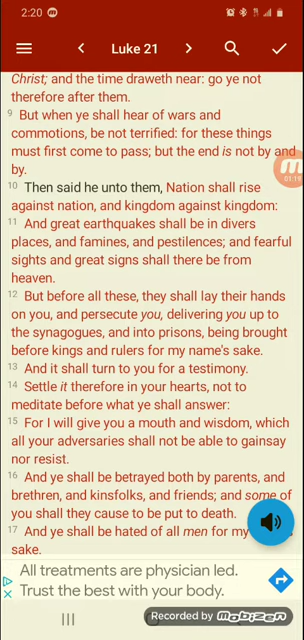 2:20
Luke 21
Christ; and the time draweth near: go ye not
therefore after them.
9 But when ye shall hear of wars and
commotions, be not terrified: for these things
must first come to pass; but the end is not by and
by.
01:19
10 Then said he unto them, Nation shall rise
against nation, and kingdom against kingdom:
11 And great earthquakes shall be in divers
places, and famines, and pestilences; and fearful
sights and great signs shall there be from
heaven.
12 But before all these, they shall lay their hands
on you, and persecute you, delivering you up to
the synagogues, and into prisons, being brought
before kings and rulers for my name's sake.
13 And it shall turn to you for a testimony.
14 Settle it therefore in your hearts, not to
meditate before what ye shall answer:
15 For I will give you a mouth and wisdom, which
all your adversaries shall not be able to gainsay
nor resist.
16 And ye shall be betrayed both by parents, and
brethren, and kinsfolks, and friends; and some of
you shall they cause to be put to death.
17 And ye shall be hated of all men for my
sake.
All treatments are physician led.
Trust the best with your body.
Recorded by mobizen